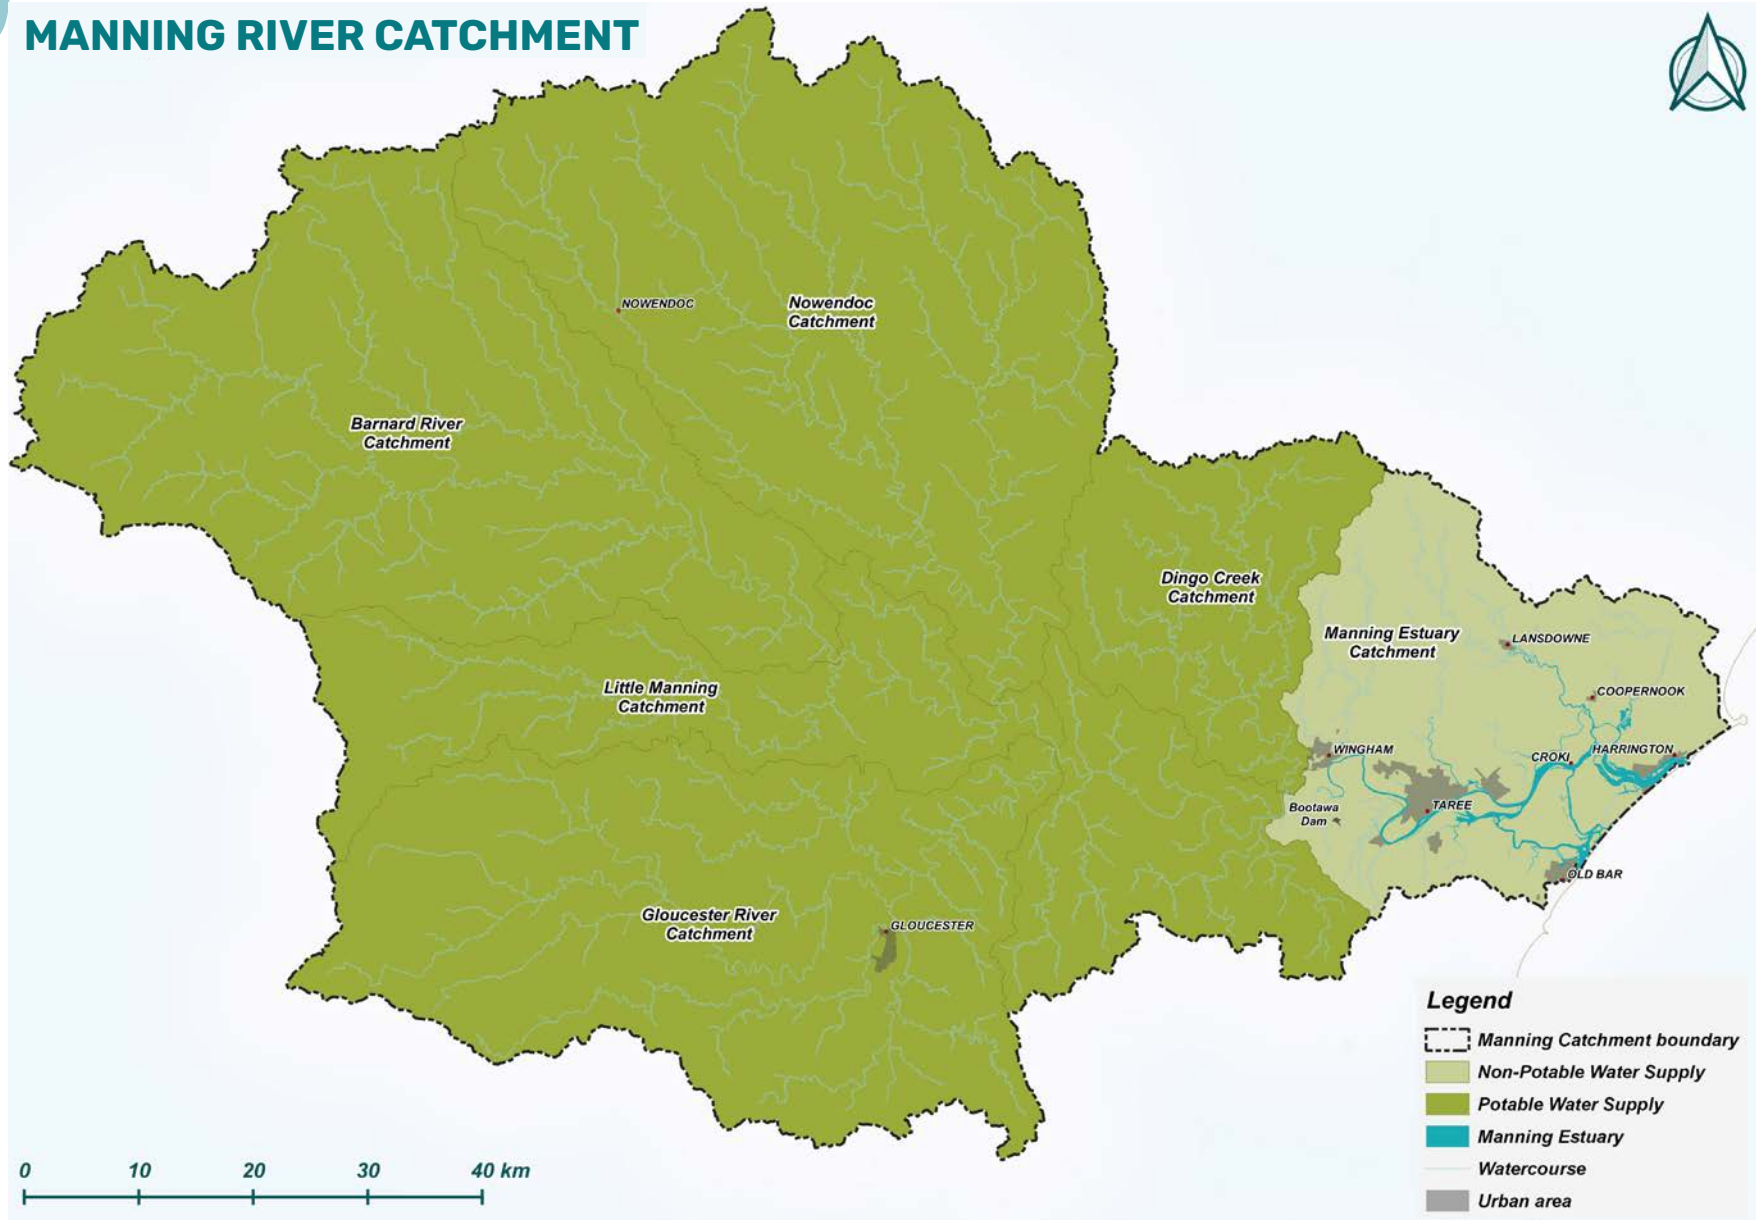 MANNING RIVER CATCHMENT
NOWENDOC
Nowendoc
Catchment
Barnard River
Catchment
Dingo Creek
Catchment
Manning Estuary
Catchment
LANSDOWNE
Little Manning
Catchment
COOPERNOOK
WINGHAM
CROKI
HARRINGTON
Bootawa
Dam
TAREE
OLD BAR
Gloucester River
Catchment
GLOUCESTER
Legend
Manning Catchment boundary
Non-Potable Water Supply
Potable Water Supply
Manning Estuary
Watercourse
Urban area
0 10 20 30 40 km